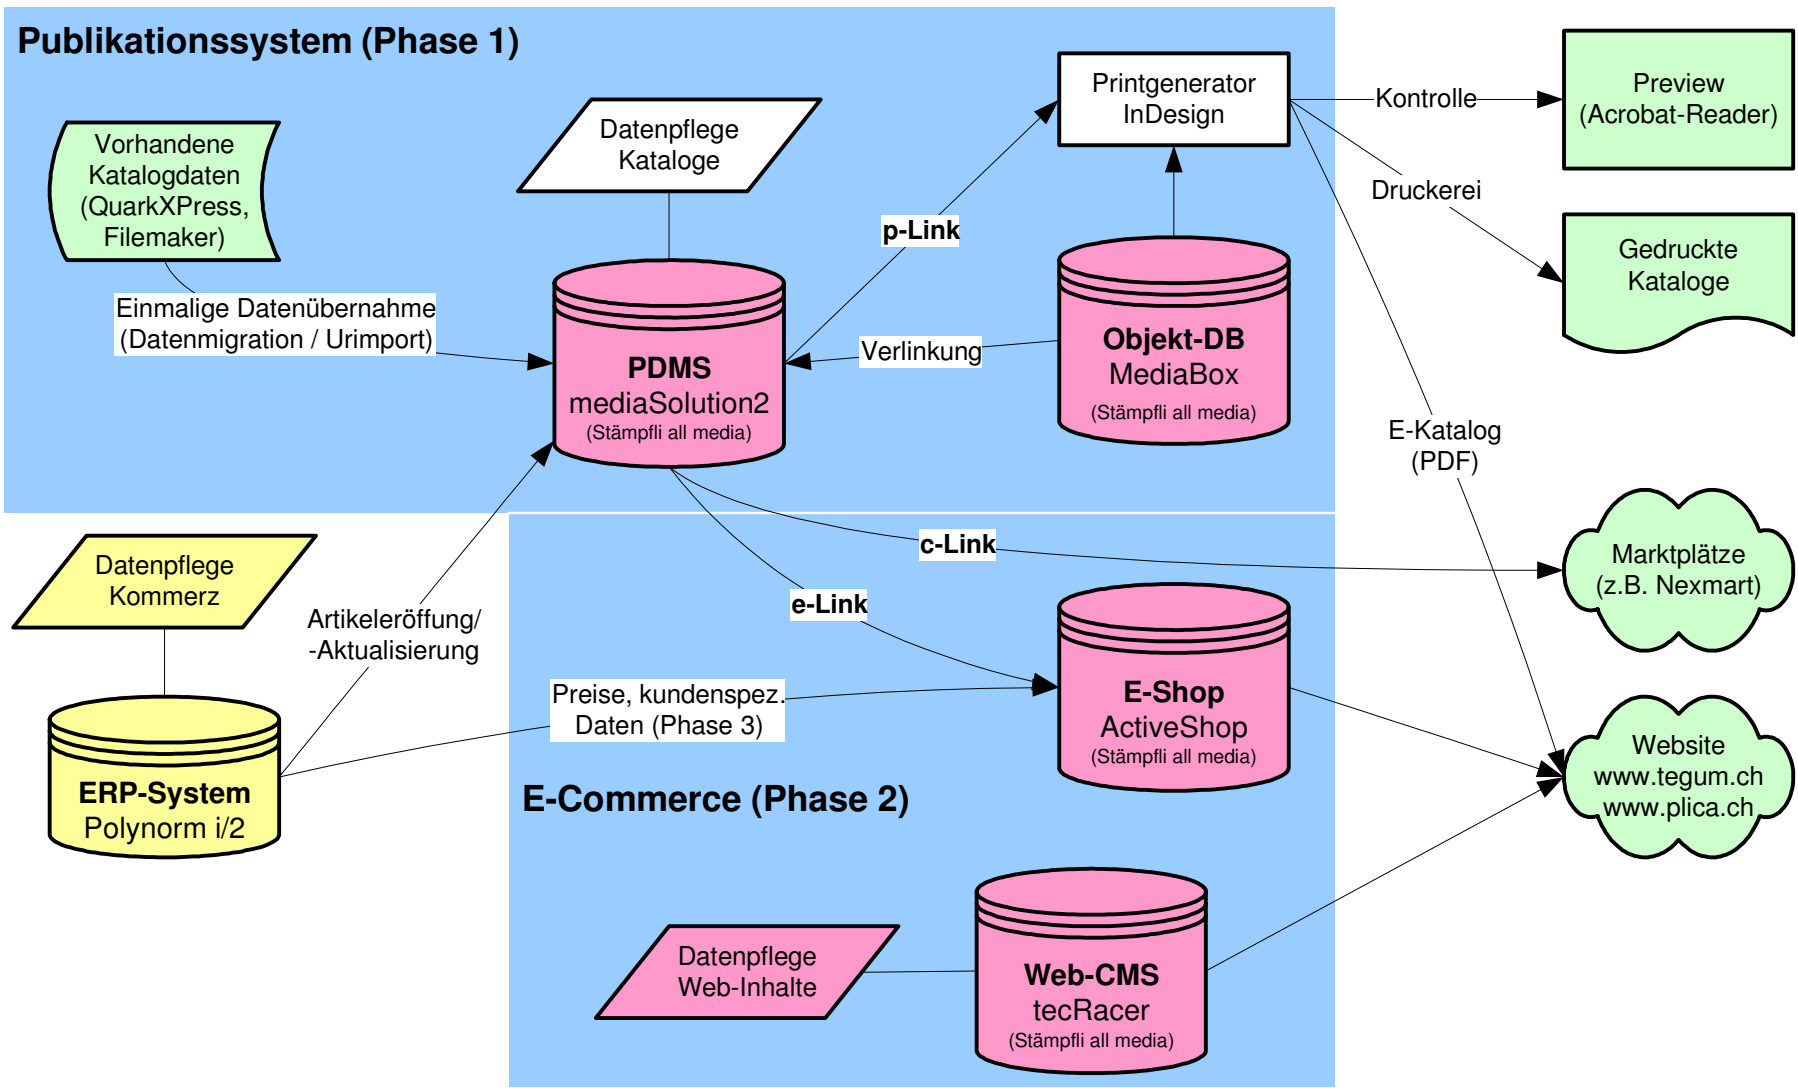 Publikationssystem (Phase 1)
Vorhandene
Katalogdaten
(QuarkXPress,
Filemaker)
Datenpflege
Kataloge
Printgenerator
InDesign
Kontrolle
Preview
(Acrobat-Reader)
Druckerei
Gedruckte
Kataloge
p-Link
Einmalige Datenübernahme
(Datenmigration / Urimport)
PDMS
mediaSolution2
(Stämpfli all media)
Verlinkung
Objekt-DB
MediaBox
(Stämpfli all media)
E-Katalog
(PDF)
c-Link
Marktplätze
(z.B. Nexmart)
Datenpflege
Kommerz
Artikeleröffung/
-Aktualisierung
e-Link
Preise, kundenspez.
Daten (Phase 3)
E-Shop
ActiveShop
(Stämpfli all media)
Website
www.tegum.ch
www.plica.ch
ERP-System
Polynorm i/2
E-Commerce (Phase 2)
Datenpflege
Web-Inhalte
Web-CMS
tecRacer
(Stämpfli all media)